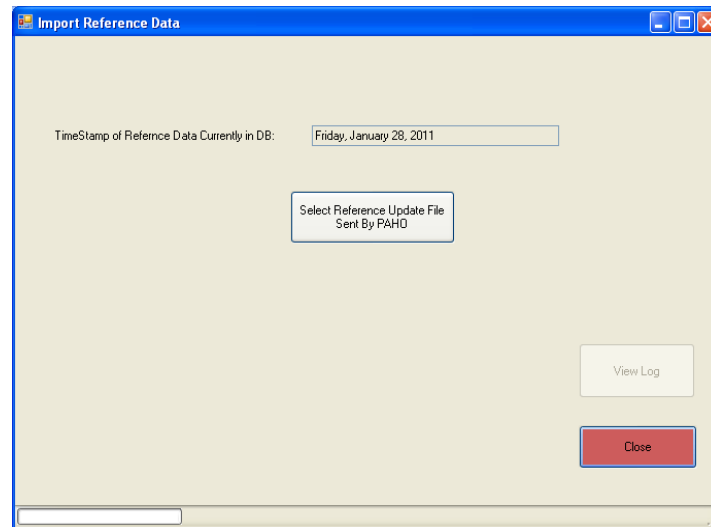 Import Reference Data
TimeStamp of Refernce Data Currently in DB:
Friday, January 28, 2011
Select Reference Update File
Sent By PAHO
View Log
Close